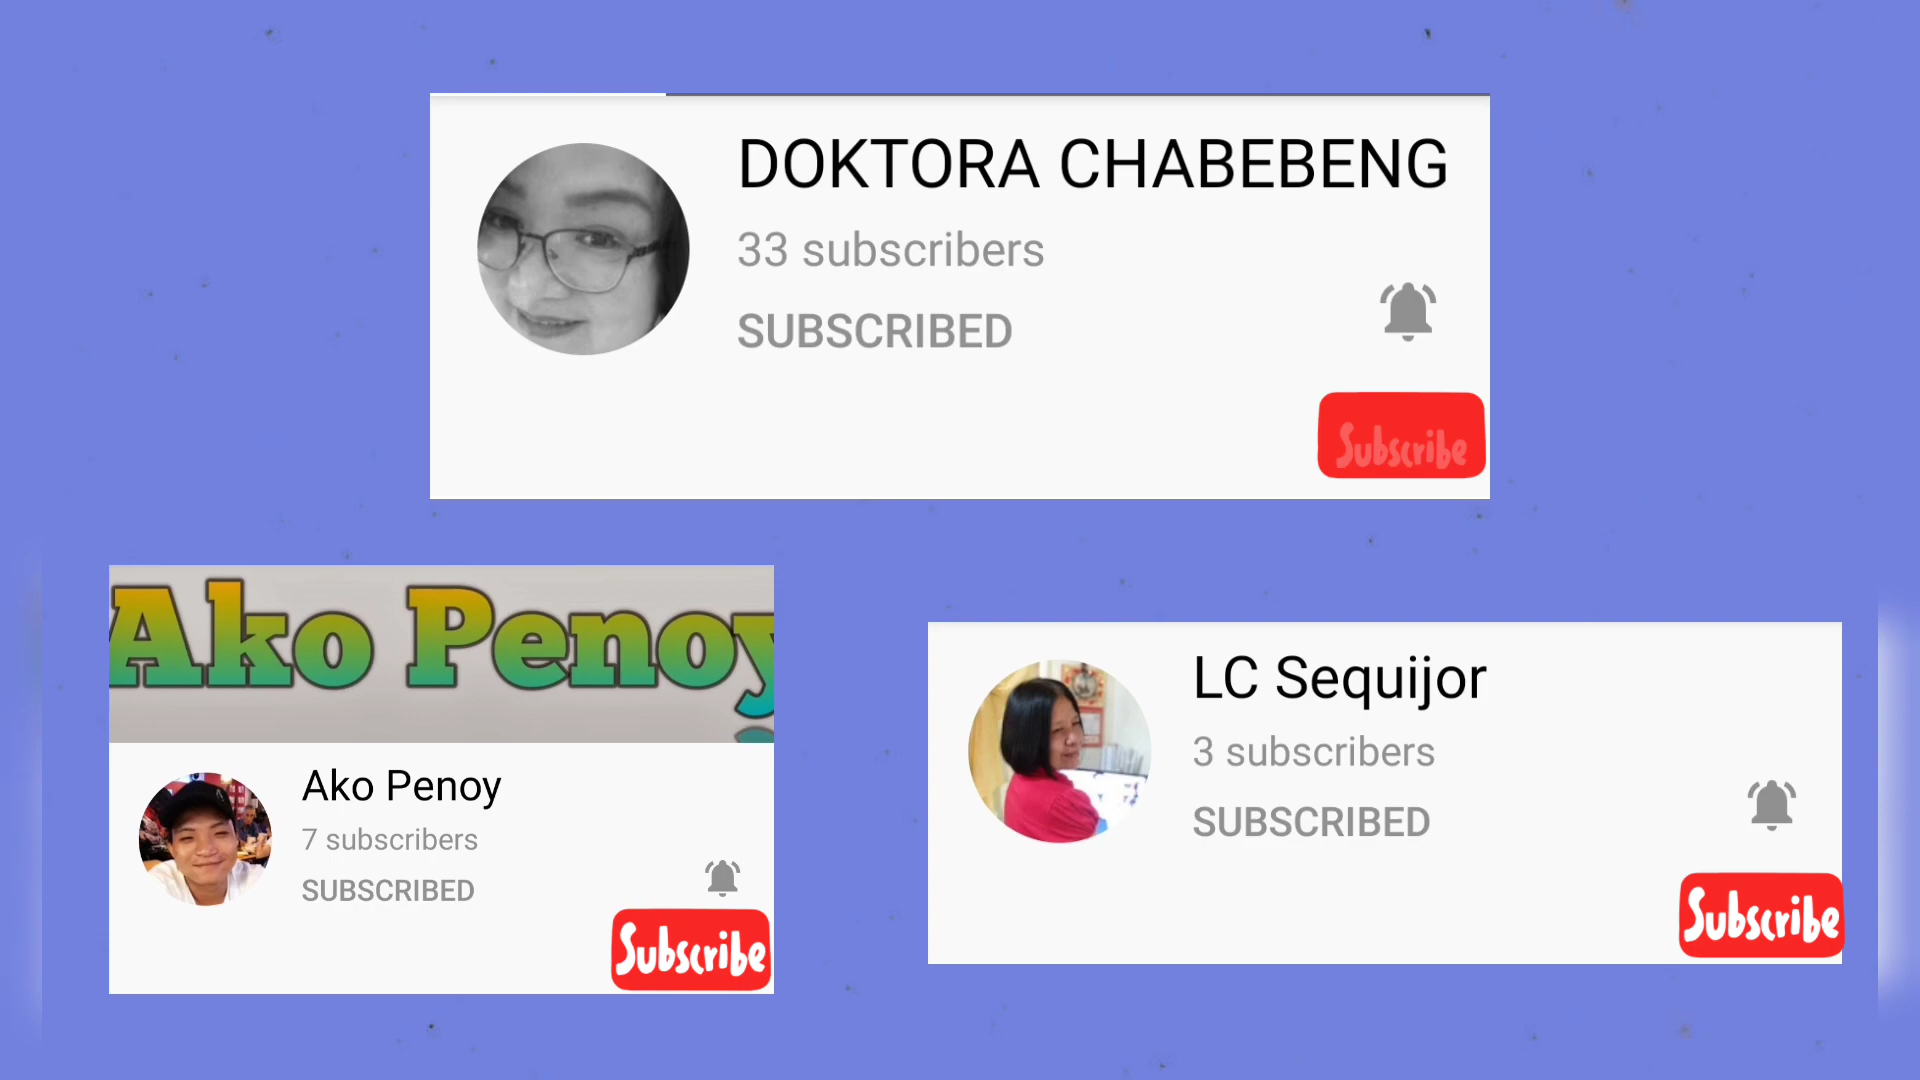 DOKTORA CHABEBENG
33 subscribers
SUBSCRIBED
Subscribe
Ako Penoy
Ako Penoy
7 subscribers
SUBSCRIBED
Subscribe
LC Sequijor
3 subscribers
SUBSCRIBED
Subscribe